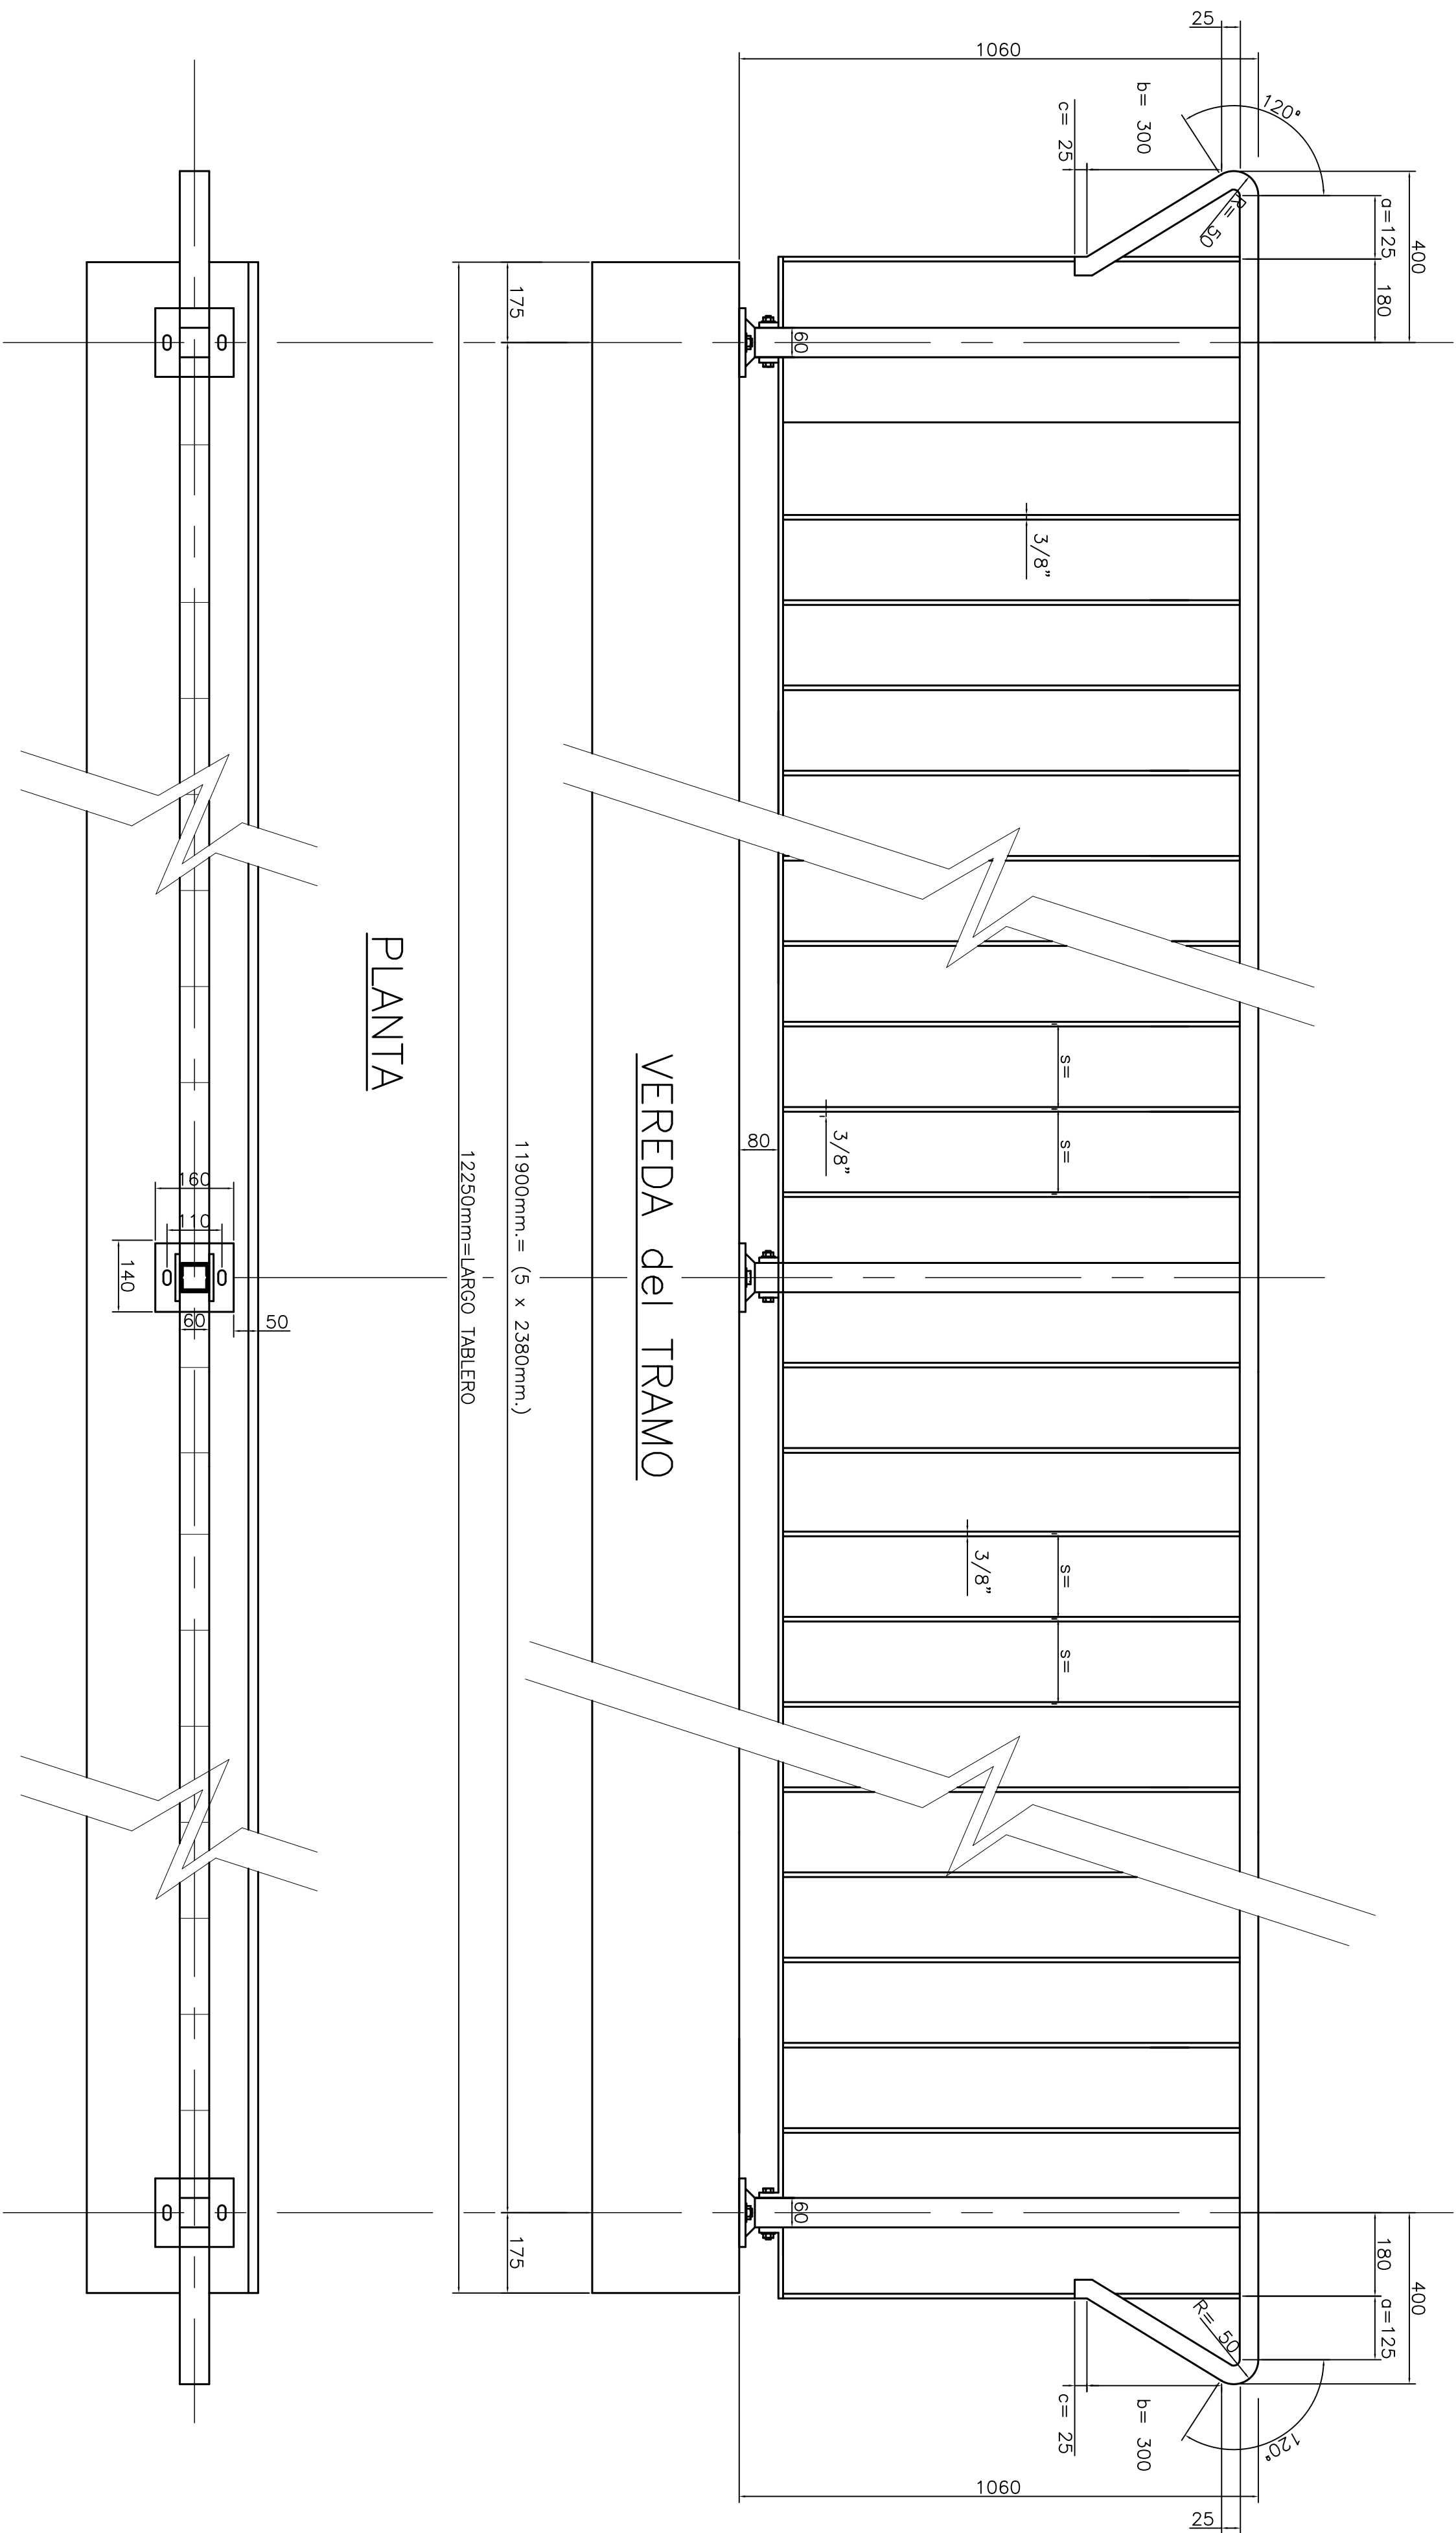 400
400
a=125
180
180
a=125
120°
120°
R= 50
R= 50
25
25
b= 300
b= 300
c= 25
c= 25
1060
1060
3/8"
s=
s=
s=
s=
3/8"
3/8"
60
60
80
VEREDA del TRAMO
175
11900mm.= (5 x 2380mm.)
175
12250mm=LARGO TABLERO
PLANTA
50
160
110
60
140